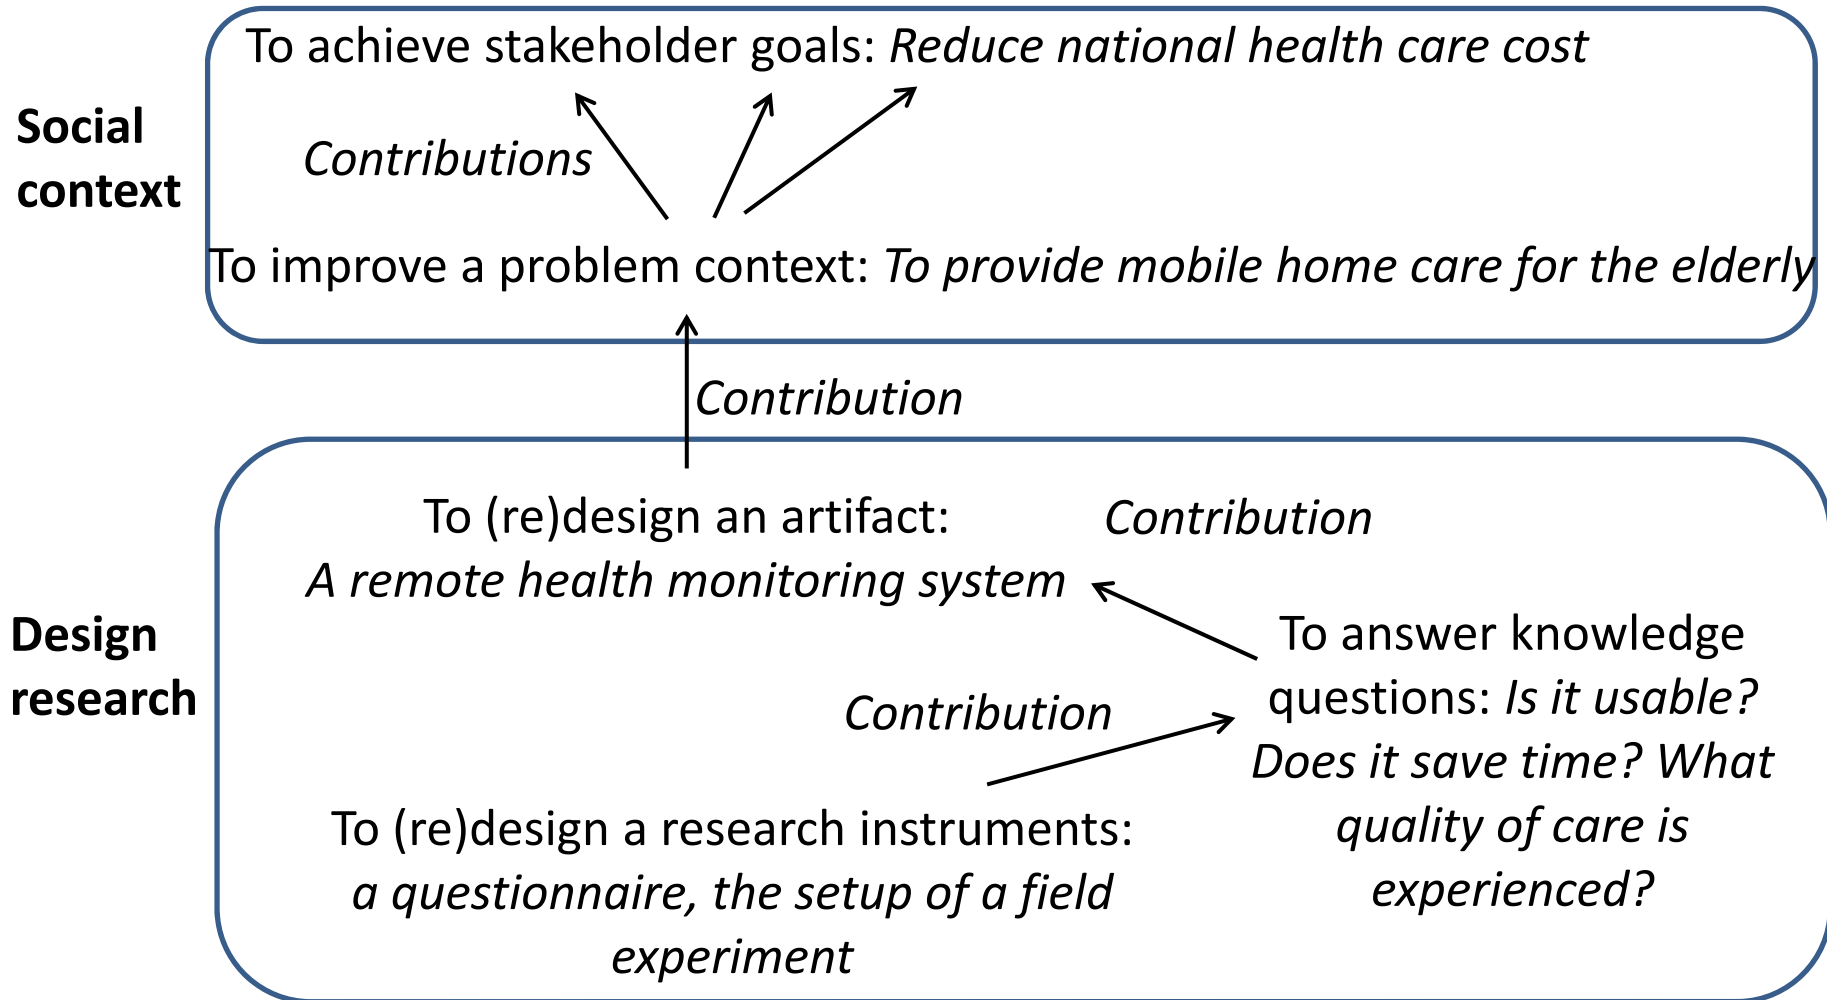 To achieve stakeholder goals: Reduce national health care cost
Social
context
Contributions
To improve a problem context: To provide mobile home care for the elderly
Contribution
Design
research
To (re)design an artifact:
A remote health monitoring system
Contribution
To answer knowledge
questions: Is it usable?
Does it save time? What
quality of care is
experienced?
Contribution
To (re)design a research instruments:
a questionnaire, the setup of a field
experiment